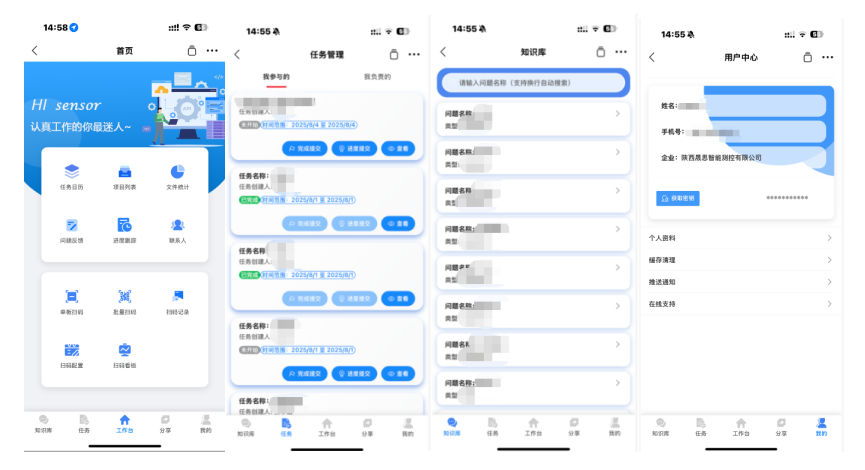 14:58
首页
HI sensor
认真工作的你最迷人~
任务日历
项目列表
文件统计
问题反馈
进度跟踪
联系人
单板扫码
批量扫码
扫码记录
扫码配置
扫码看板
知识库
任务
工作台
分享
我的
14:55
任务管理
我参与的
我负责的
任务创建人:
未开始 时间范围: 2025/8/4 至 2025/8/4
完成提交
进度提交
查看
任务名称:
任务创建人:
已完成 时间范围: 2025/8/1 至 2025/8/1
完成提交
进度提交
查看
任务名称
任务创建人:
已完成 时间范围: 2025/8/1 至 2025/8/1
完成提交
进度提交
查看
任务名称:
任务创建人
未开始 时间范围: 2025/8/1 至 2025/8/1
完成提交
进度提交
查看
任务名称:
任务创建人:
知识库
任务
工作台
分享
我的
14:55
知识库
请输入问题名称（支持换行自动搜索）
问题名称
类型:
问题名称:
类型:
问题名称
类型
问题名称:
类型:
问题名称
类型
问题名称:
类型
问题名称
类型
问题名称:
类型
知识库
任务
工作台
分享
我的
14:55
用户中心
姓名:
手机号:
企业: 陕西晟思智能测控有限公司
获取密钥
************
个人资料
缓存清理
推送通知
在线支持
知识库
任务
工作台
分享
我的